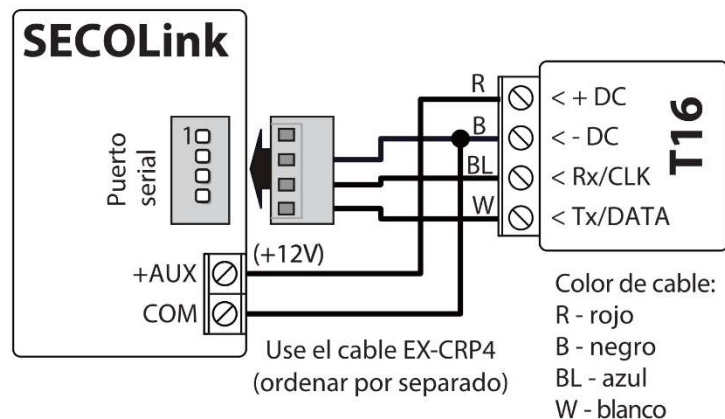 SECOLink
Puerto
serial
1
+AUX
COM
(+12V)
R
B
BL
W
< + DC
< - DC
< Rx/CLK
< Tx/DATA
T16
Use el cable EX-CRP4
(ordenar por separado)
Color de cable:
R - rojo
B - negro
BL - azul
W - blanco